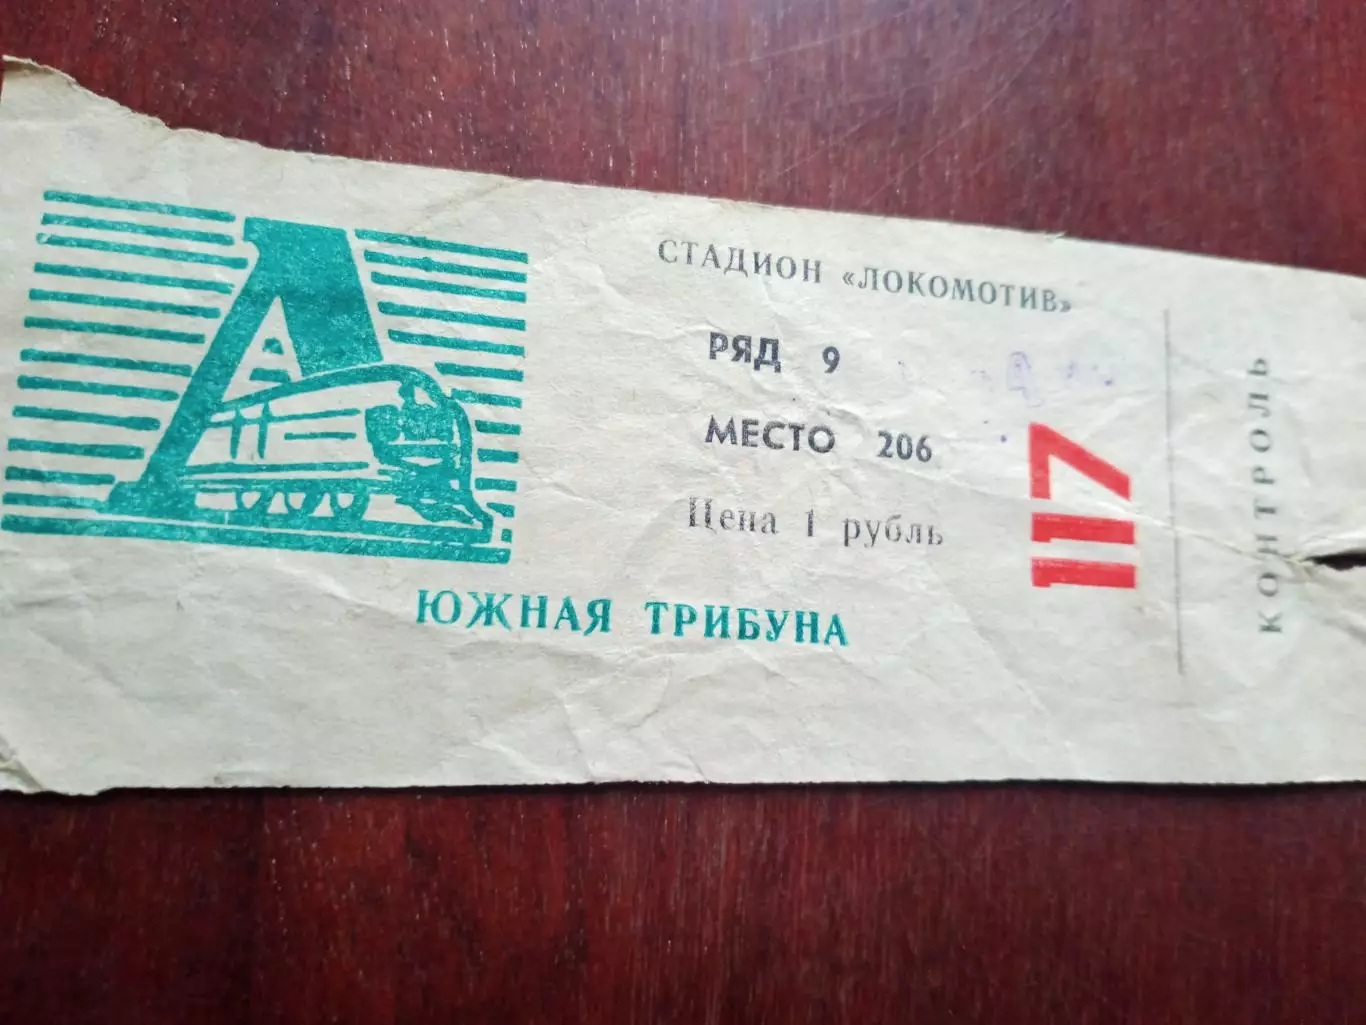 СТАДИОН «ЛОКОМОТИВ»
РЯД 9
МЕСТО 206
Цена 1 рубль
ЮЖНАЯ ТРИБУНА
117
КОНТРОЛЬ
Л